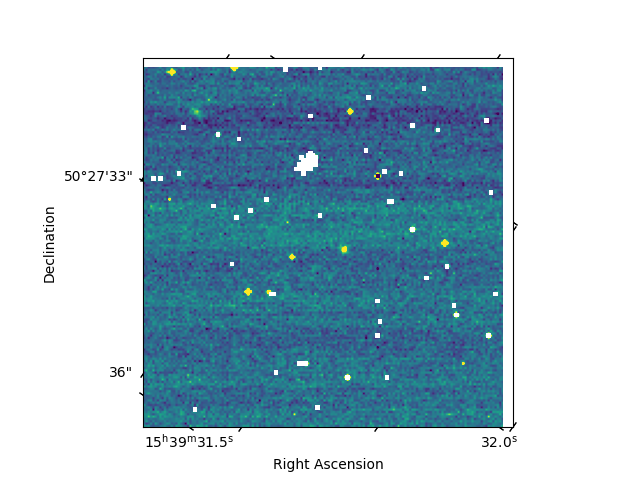 50°27'33"
Declination
36"
15ʰ39ᵐ31.5ˢ
32.0ˢ
Right Ascension